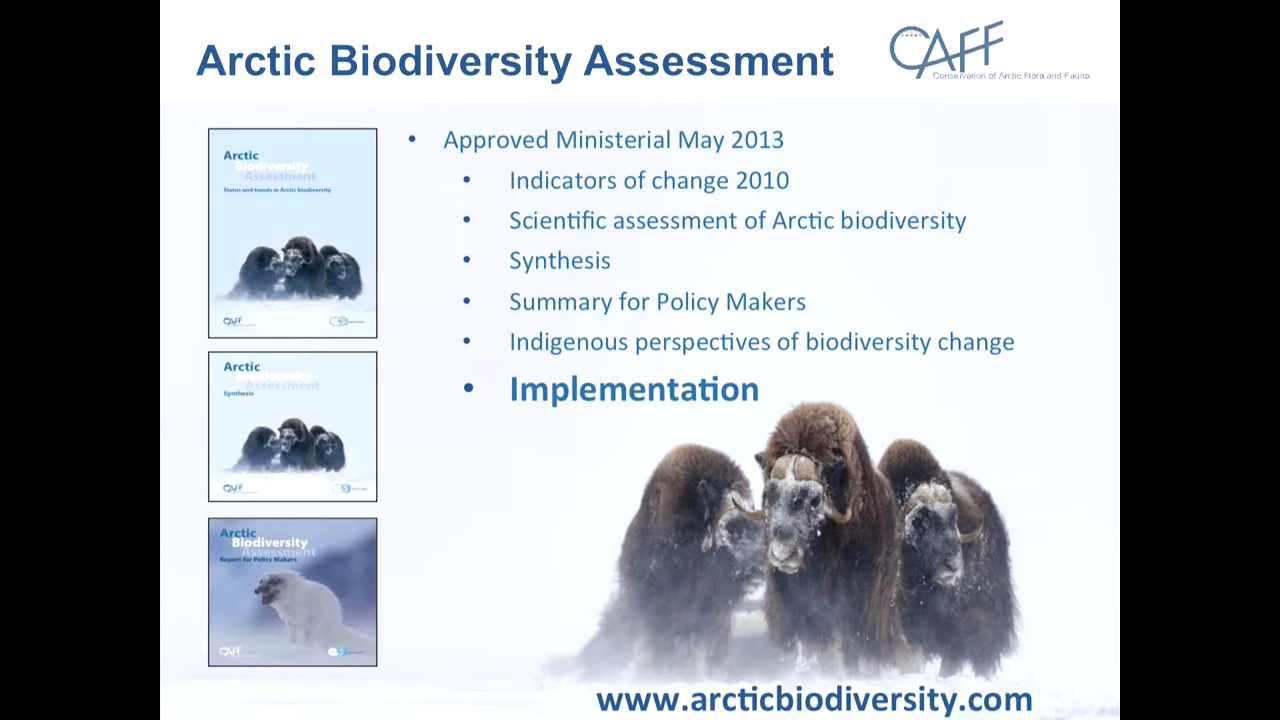 Arctic Biodiversity Assessment
CAFF
Conservation of Arctic Flora and Fauna
Arctic
Biodiversity
Assessment
Status and trends in Arctic biodiversity
CAFF
Arctic
Biodiversity
Assessment
Synthesis
CAFF
Arctic
Biodiversity
Assessment
Report for Policy Makers
CAFF
• Approved Ministerial May 2013
• Indicators of change 2010
• Scientific assessment of Arctic biodiversity
• Synthesis
• Summary for Policy Makers
• Indigenous perspectives of biodiversity change
• Implementation
www.arcticbiodiversity.com